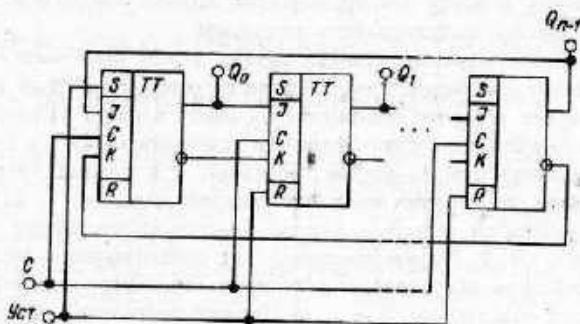 Qn-1
S TT Q0 S TT Q1 S
J J J
C C ... C
K K K
R R R
C
Уст